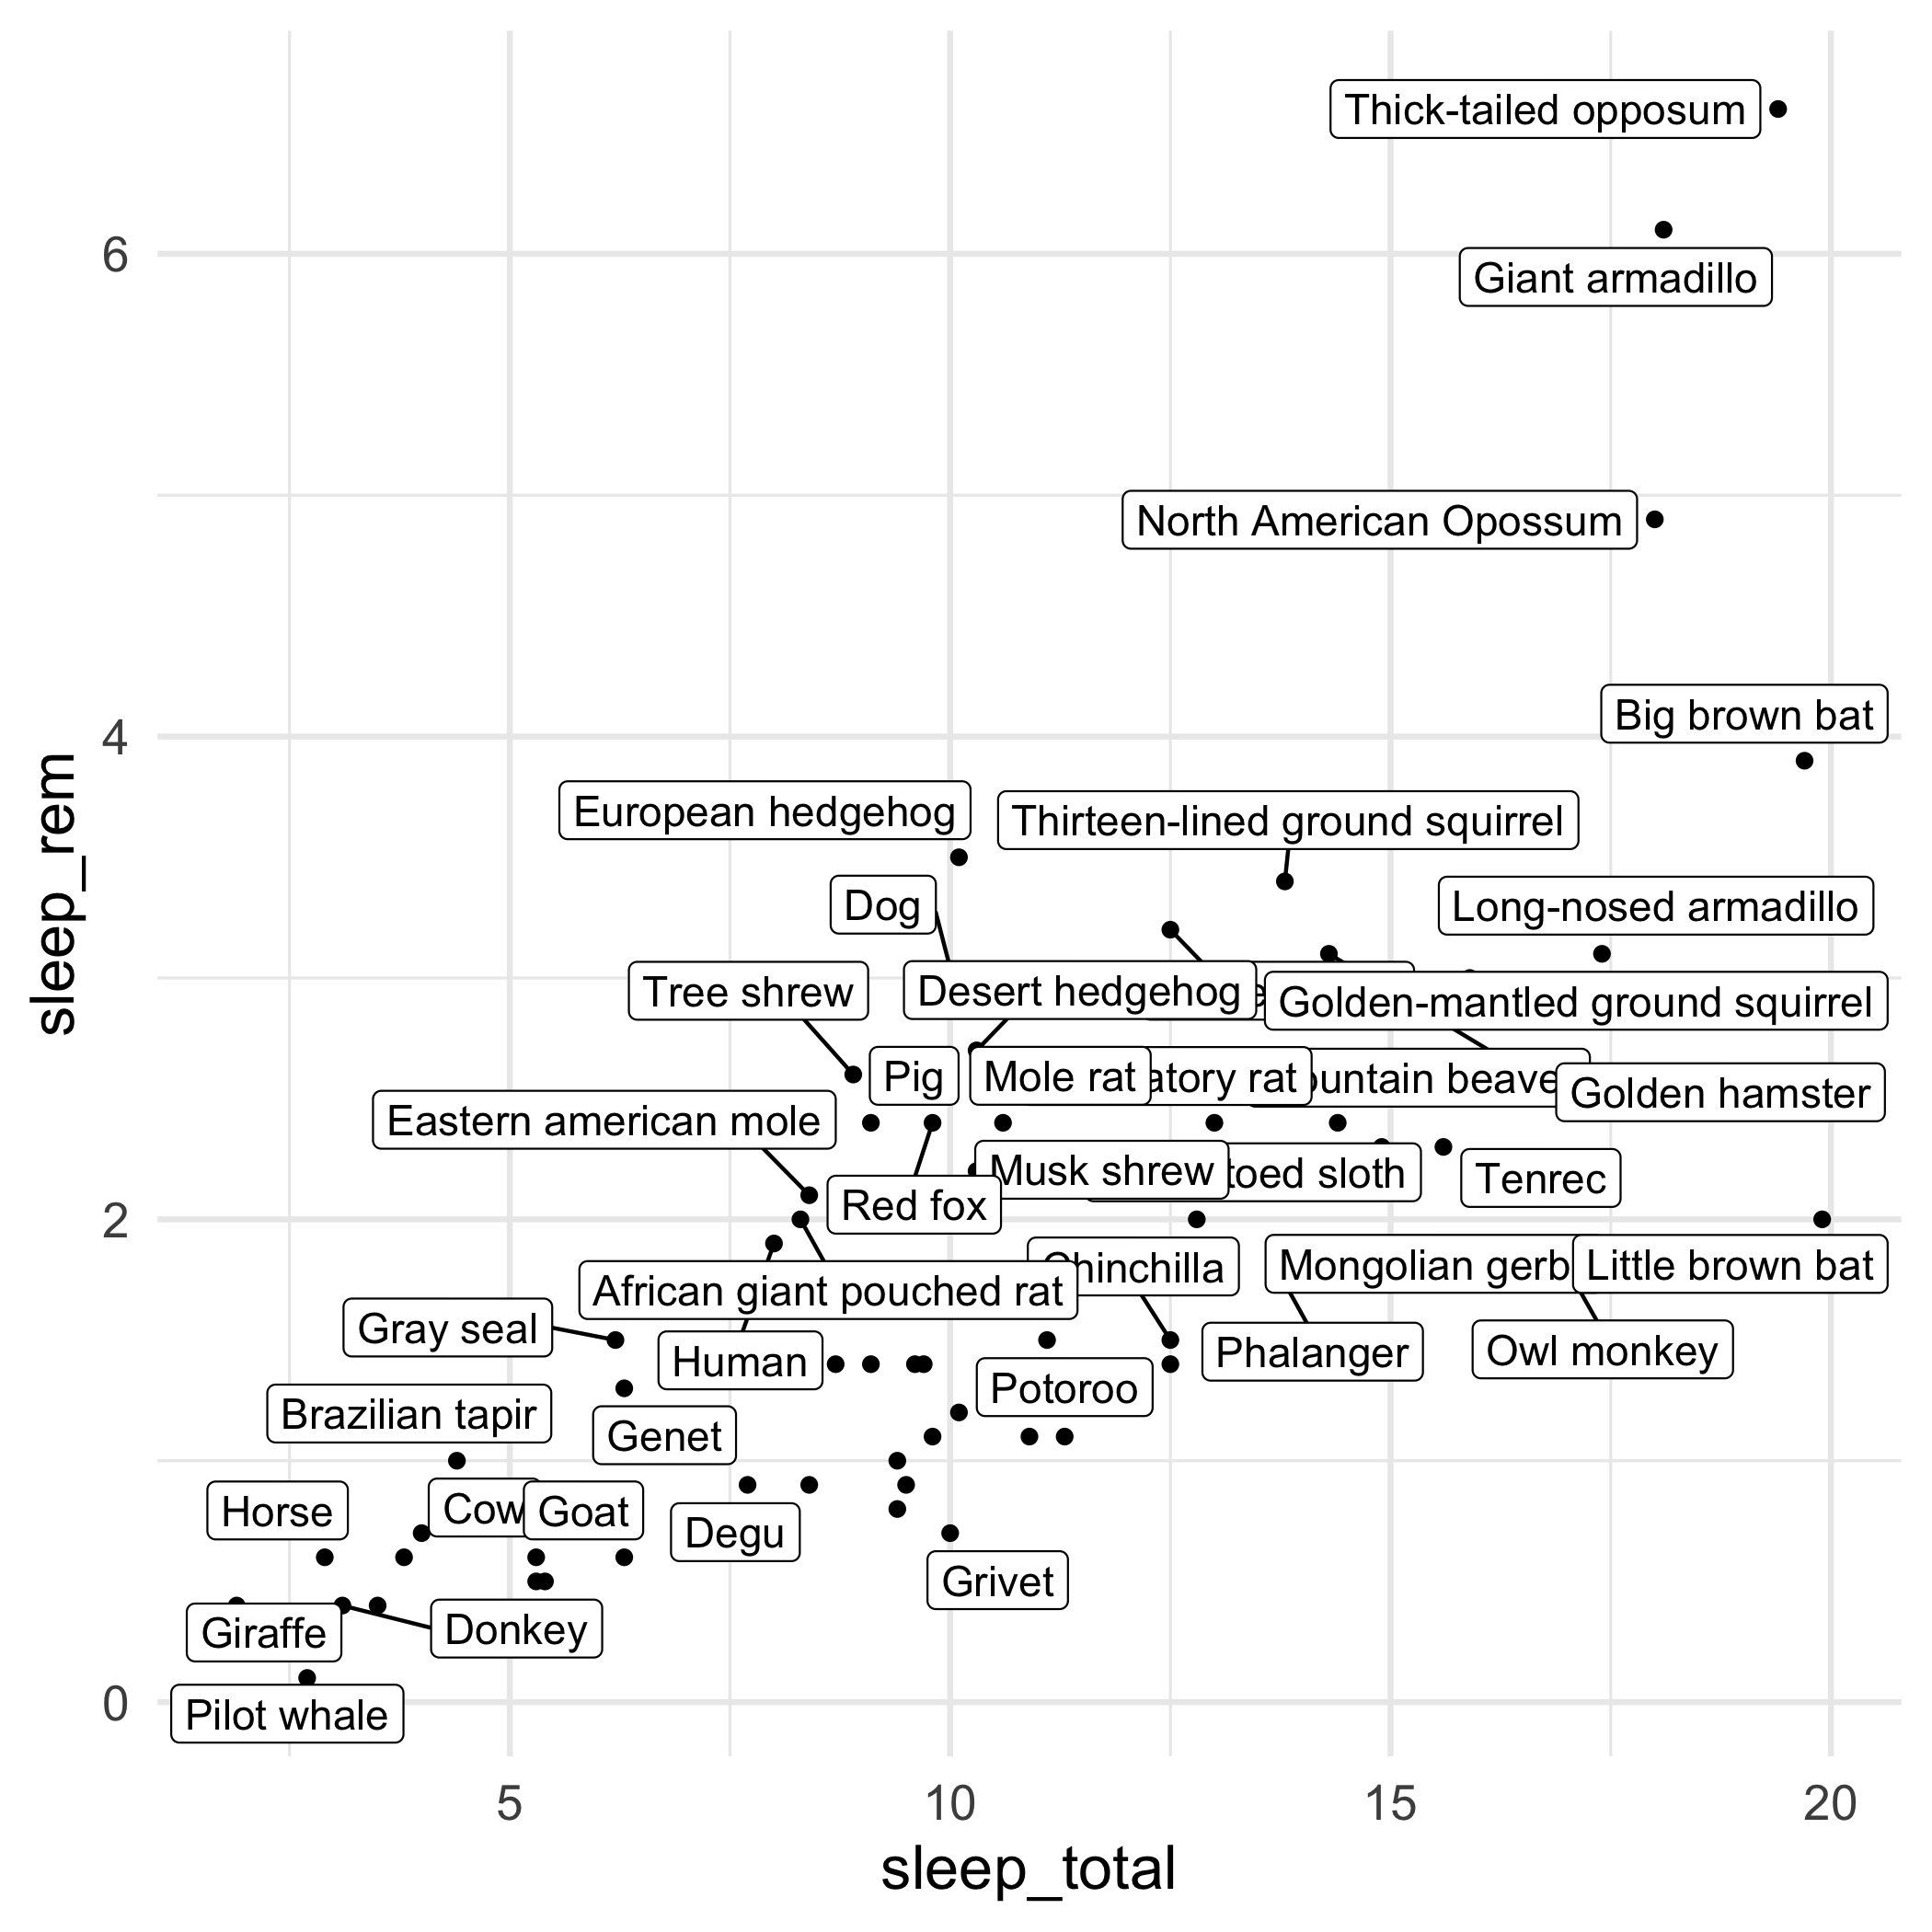 Thick-tailed opposum
6
Giant armadillo
North American Opossum
Big brown bat
4
European hedgehog
Thirteen-lined ground squirrel
Dog
Long-nosed armadillo
Tree shrew
Desert hedgehog
Golden-mantled ground squirrel
Pig
Mole rat
rat
beave
Golden hamster
Eastern american mole
Musk shrew
toed sloth
Tenrec
Red fox
2
African giant pouched rat
hinchilla
Mongolian gerb
Little brown bat
Gray seal
Human
Phalanger
Owl monkey
Potoroo
Brazilian tapir
Genet
Horse
Cow
Goat
Degu
Grivet
Giraffe
Donkey
Pilot whale
0
5
10
15
20
sleep_total
sleep_rem